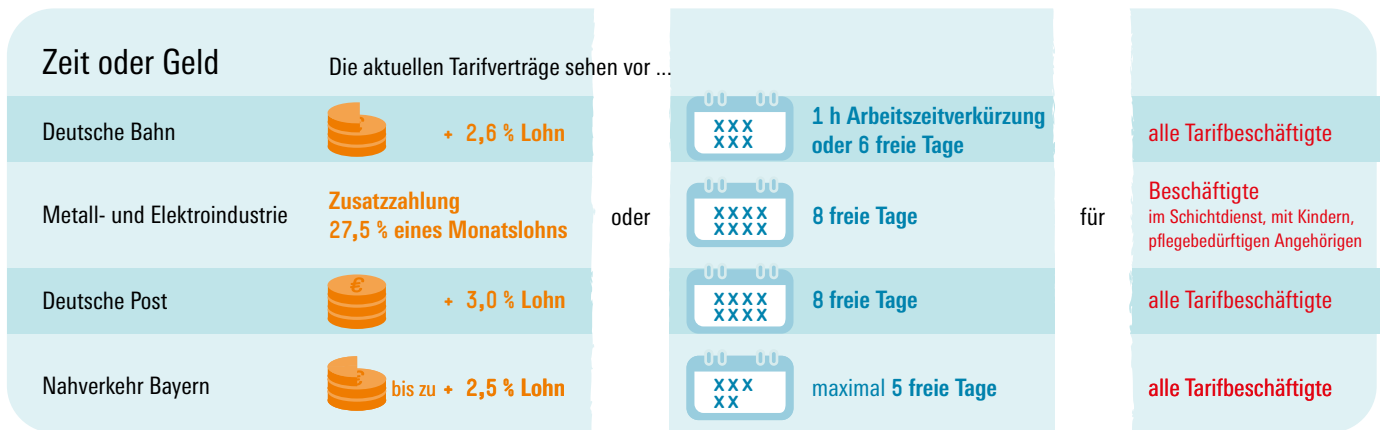 Zeit oder Geld
Die aktuellen Tarifverträge sehen vor ...
Deutsche Bahn
+ 2,6 % Lohn
XXX
XXX
1 h Arbeitszeitverkürzung
oder 6 freie Tage
alle Tarifbeschäftigte
Metall- und Elektroindustrie
Zusatzzahlung
27,5 % eines Monatslohns
oder
XXXX
XXXX
8 freie Tage
für
Beschäftigte
im Schichtdienst, mit Kindern,
pflegebedürftigen Angehörigen
Deutsche Post
€
+ 3,0 % Lohn
XXXX
XXXX
8 freie Tage
alle Tarifbeschäftigte
Nahverkehr Bayern
€
bis zu + 2,5 % Lohn
XXX
XX
maximal 5 freie Tage
alle Tarifbeschäftigte